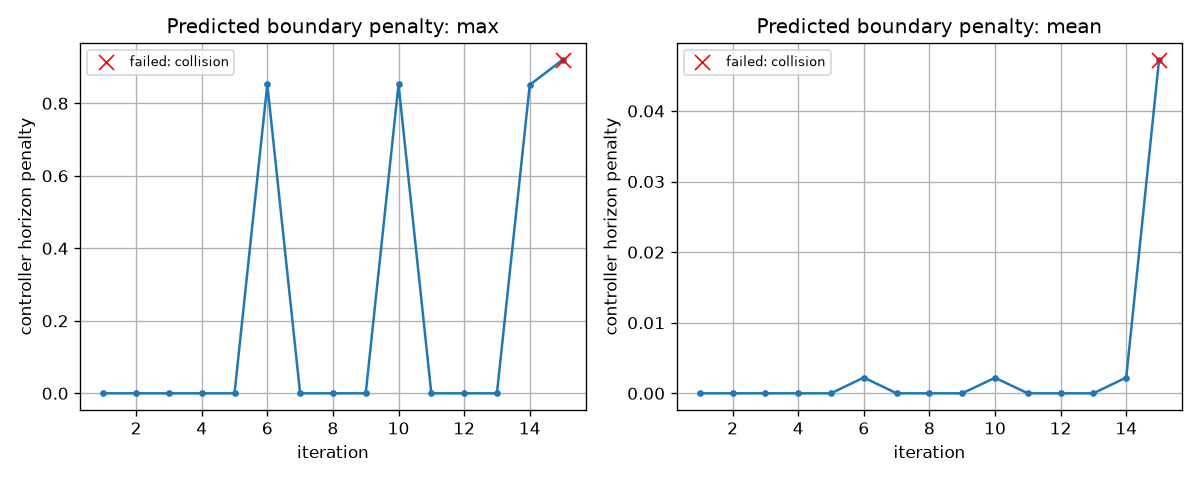 Predicted boundary penalty: max
failed: collision
controller horizon penalty
0.8
0.6
0.4
0.2
0.0
2 4 6 8 10 12 14
iteration
Predicted boundary penalty: mean
failed: collision
controller horizon penalty
0.04
0.03
0.02
0.01
0.00
2 4 6 8 10 12 14
iteration